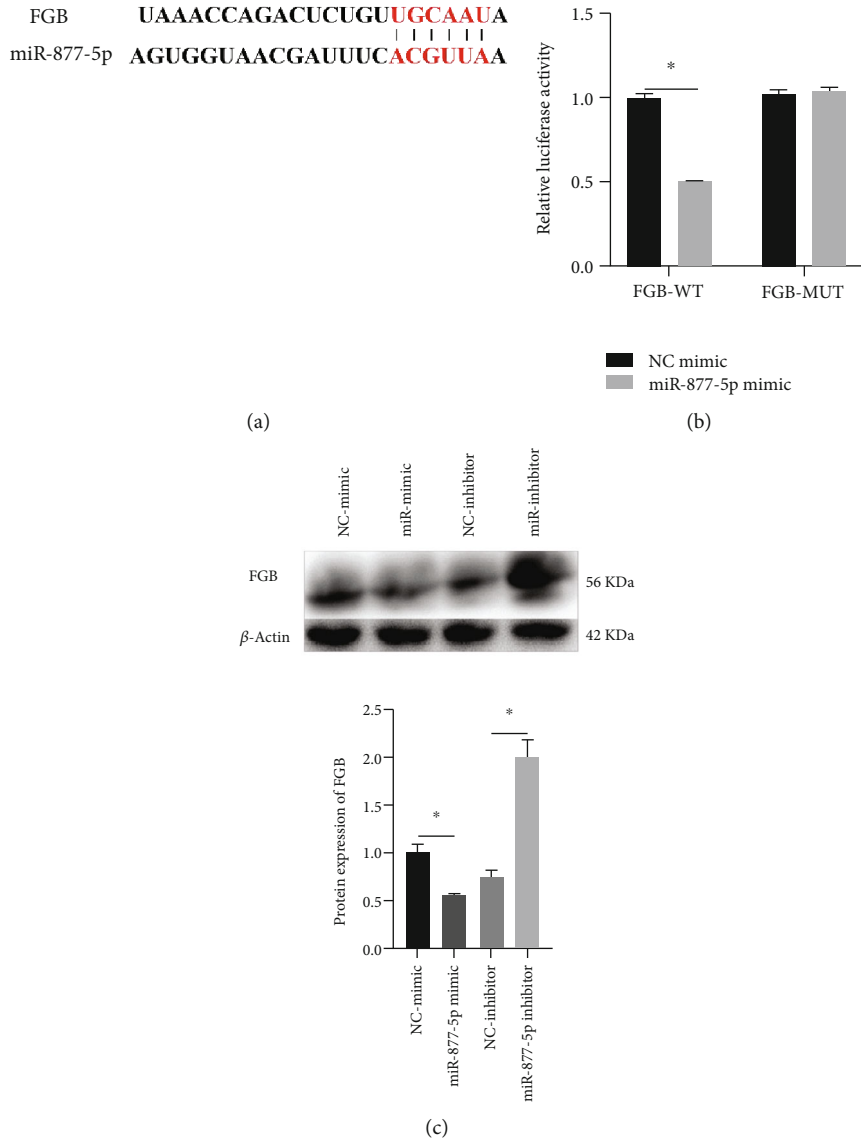 FGB UAAACCAGACUCUGUUGCAAUA
miR-877-5p AGUGGUAACGAUUUCACGUUAA
(a)
Relative luciferase activity
1.5
1.0
0.5
0.0
*
FGB-WT FGB-MUT
NC mimic
miR-877-5p mimic
(b)
NC-mimic
miR-mimic
NC-inhibitor
miR-inhibitor
FGB 56 KDa
β-Actin 42 KDa
Protein expression of FGB
2.5
2.0
1.5
1.0
0.5
0.0
*
*
NC-mimic
miR-877-5p mimic
NC-inhibitor
miR-877-5p inhibitor
(c)